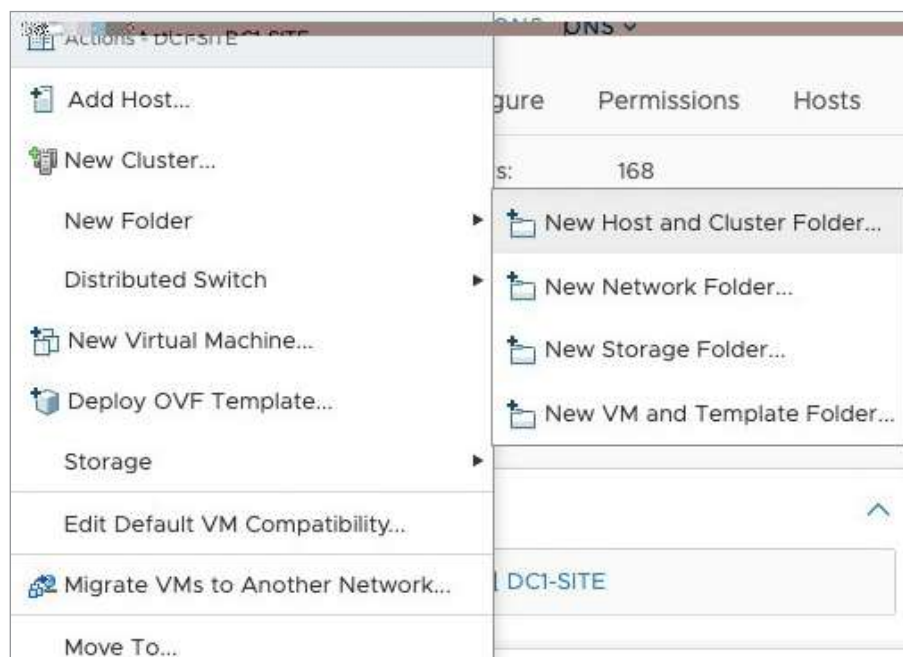 ONS
Actions - DC1-SITE
Add Host...
gure Permissions Hosts
New Cluster...
s: 168
New Folder
New Host and Cluster Folder...
Distributed Switch
New Network Folder...
New Virtual Machine...
New Storage Folder...
Deploy OVF Template...
New VM and Template Folder...
Storage
Edit Default VM Compatibility...
Migrate VMs to Another Network...
DC1-SITE
Move To...